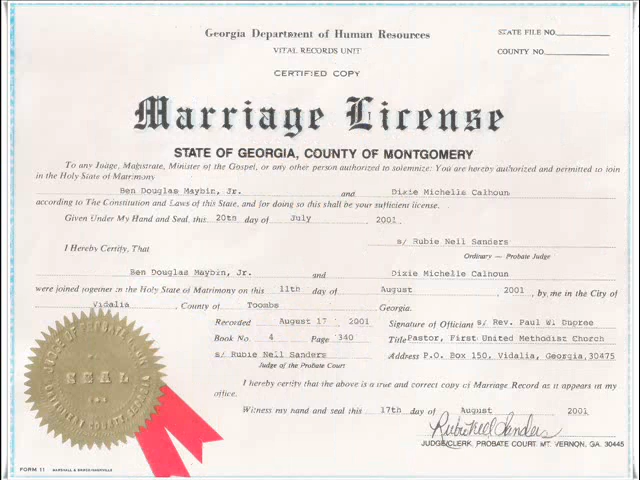 Georgia Department of Human Resources
STATE FILE NO.
VITAL RECORDS UNIT
COUNTY NO.
CERTIFIED COPY
Marriage License
STATE OF GEORGIA, COUNTY OF MONTGOMERY
To any Judge, Magistrate, Minister of the Gospel, or any other person authorized to solemnize: You are hereby authorized and permitted to join
in the Holy State of Matrimony
Ben Douglas Maybin, Jr. and Dixie Michelle Calhoun
according to The Constitution and Laws of this State, and for doing so this shall be your sufficient license.
Given Under My Hand and Seal, this 20th day of July 2001.
s/ Rubie Nell Sanders
I Hereby Certify, That
Ordinary — Probate Judge
Ben Douglas Maybin, Jr. and Dixie Michelle Calhoun
were joined together in the Holy State of Matrimony on this 11th day of August , 2001 , by me in the City of
Vidalia , County of Toombs Georgia.
Recorded August 17 , 2001 Signature of Officiant s/ Rev. Paul W. Dupree
Book No. 4 Page 340 Title Pastor, First United Methodist Church
s/ Rubie Nell Sanders Address P.O. Box 150, Vidalia, Georgia 30475
Judge of the Probate Court
I hereby certify that the above is a true and correct copy of Marriage Record as it appears in my
office.
Witness my hand and seal this 17th day of August 2001
Rubie Nell Sanders
JUDGE/CLERK, PROBATE COURT, MT. VERNON, GA. 30445
SEAL
FORM 11